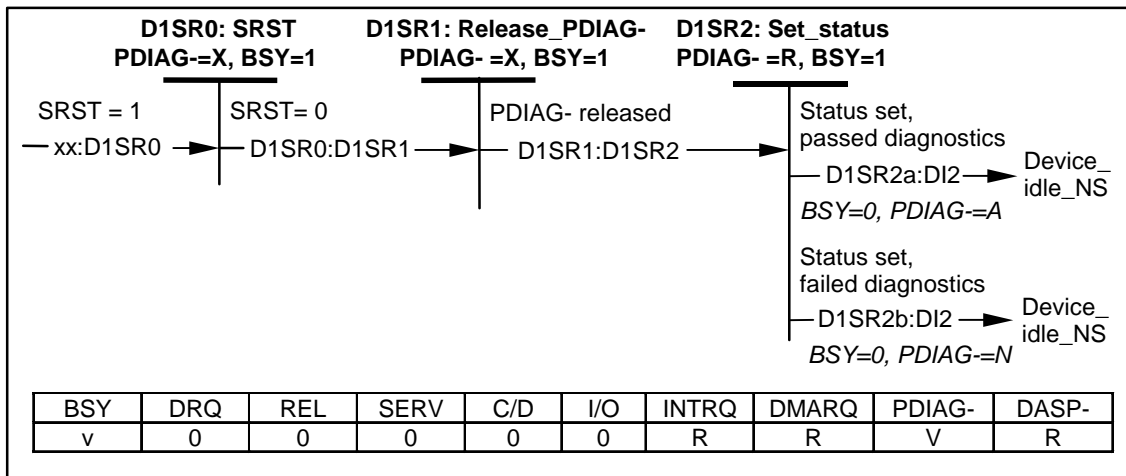 D1SR0: SRST
PDIAG-=X, BSY=1
D1SR1: Release_PDIAG-
PDIAG- =X, BSY=1
D1SR2: Set_status
PDIAG- =R, BSY=1
SRST = 1
xx:D1SR0
SRST= 0
D1SR0:D1SR1
PDIAG- released
D1SR1:D1SR2
Status set,
passed diagnostics
D1SR2a:DI2
BSY=0, PDIAG-=A
Device_
idle_NS
Status set,
failed diagnostics
D1SR2b:DI2
BSY=0, PDIAG-=N
Device_
idle_NS
BSY DRQ REL SERV C/D I/O INTRQ DMARQ PDIAG- DASP-
v 0 0 0 0 0 R R V R